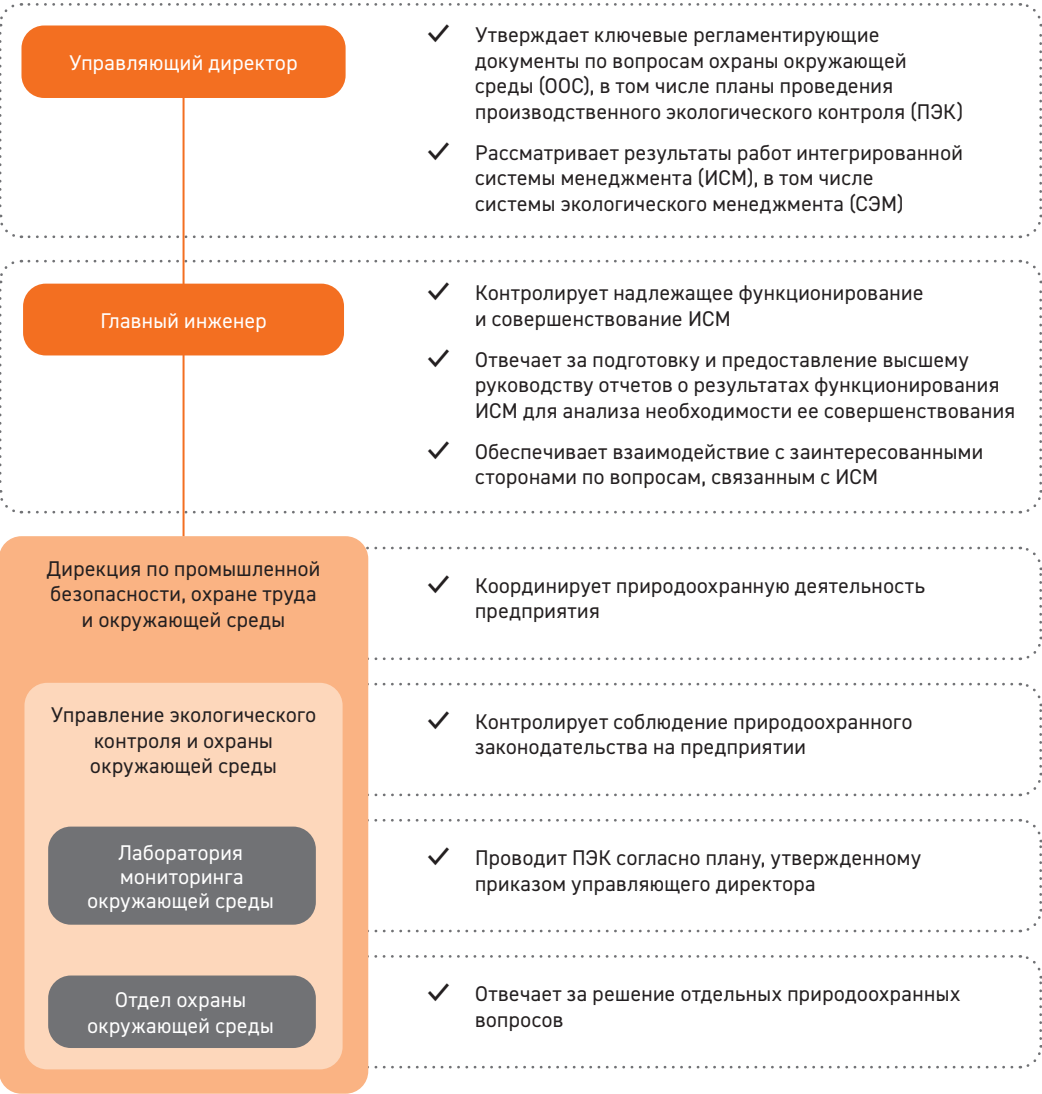 Управляющий директор
Утверждает ключевые регламентирующие
документы по вопросам охраны окружающей
среды (ООС), в том числе планы проведения
производственного экологического контроля (ПЭК)
Рассматривает результаты работ интегрированной
системы менеджмента (ИСМ), в том числе
системы экологического менеджмента (СЭМ)
Главный инженер
Контролирует надлежащее функционирование
и совершенствование ИСМ
Отвечает за подготовку и предоставление высшему
руководству отчетов о результатах функционирования
ИСМ для анализа необходимости ее совершенствования
Обеспечивает взаимодействие с заинтересованными
сторонами по вопросам, связанным с ИСМ
Дирекция по промышленной
безопасности, охране труда
и окружающей среды
Координирует природоохранную деятельность
предприятия
Управление экологического
контроля и охраны
окружающей среды
Контролирует соблюдение природоохранного
законодательства на предприятии
Лаборатория
мониторинга
окружающей среды
Проводит ПЭК согласно плану, утвержденному
приказом управляющего директора
Отдел охраны
окружающей среды
Отвечает за решение отдельных природоохранных
вопросов